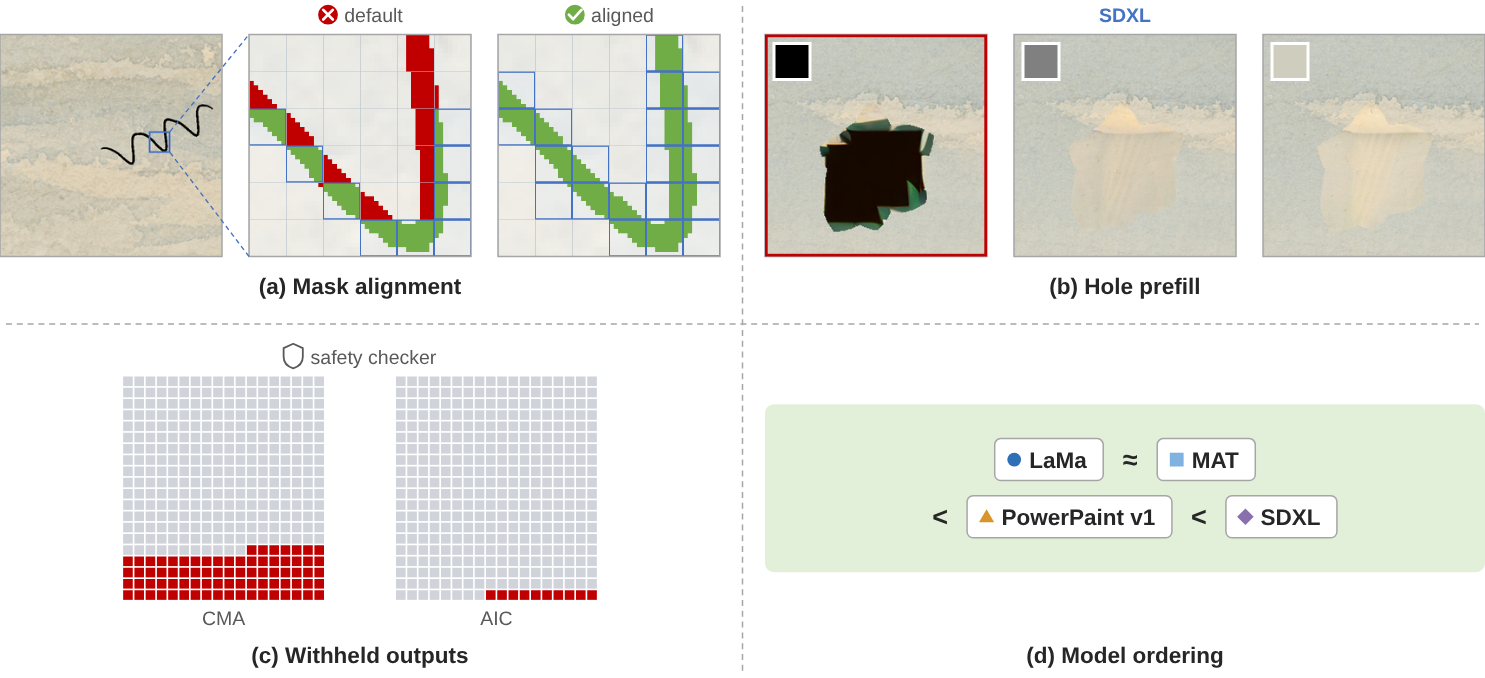 default
aligned
SDXL
(a) Mask alignment
(b) Hole prefill
safety checker
CMA
AIC
(c) Withheld outputs
LaMa ≈ MAT
< PowerPaint v1 < SDXL
(d) Model ordering